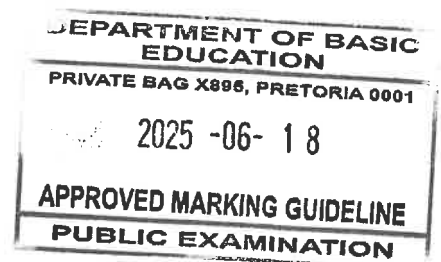 DEPARTMENT OF BASIC
EDUCATION
PRIVATE BAG X895, PRETORIA 0001
2025 -06- 18
APPROVED MARKING GUIDELINE
PUBLIC EXAMINATION